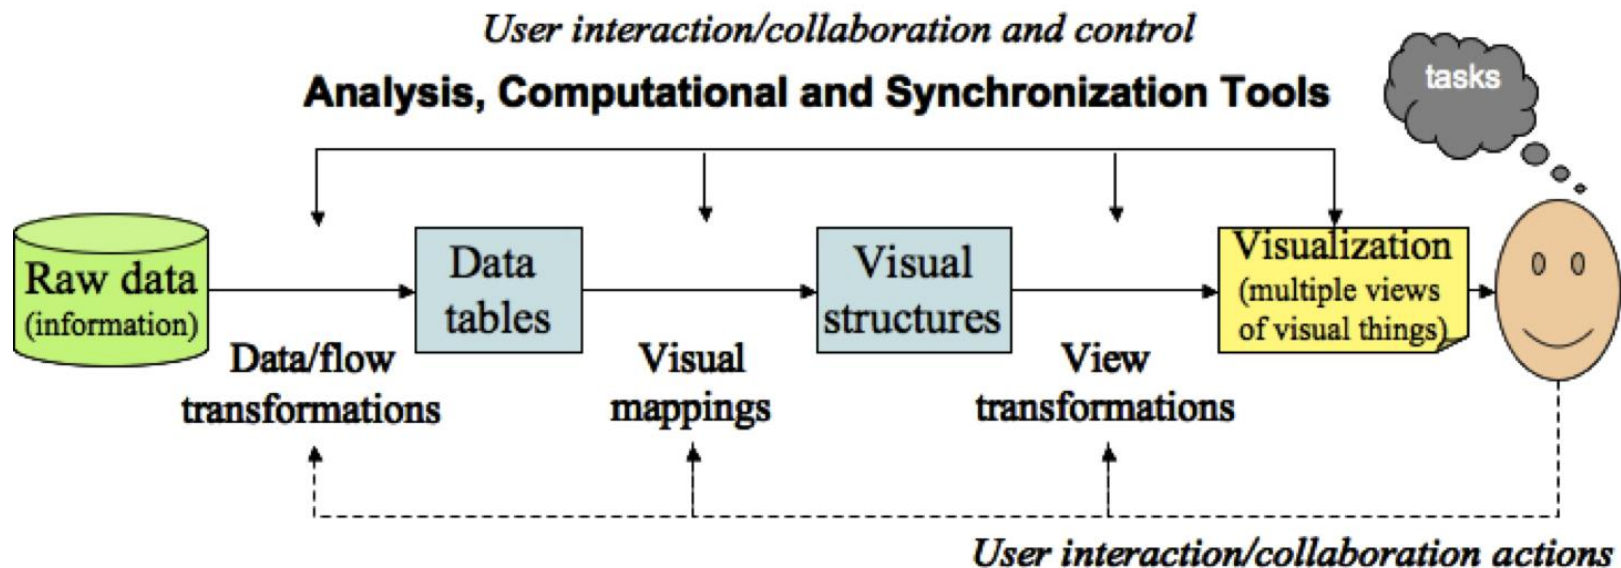 User interaction/collaboration and control
Analysis, Computational and Synchronization Tools
tasks
Raw data
(information)
Data/flow
transformations
Data
tables
Visual
mappings
Visual
structures
View
transformations
Visualization
(multiple views
of visual things)
User interaction/collaboration actions